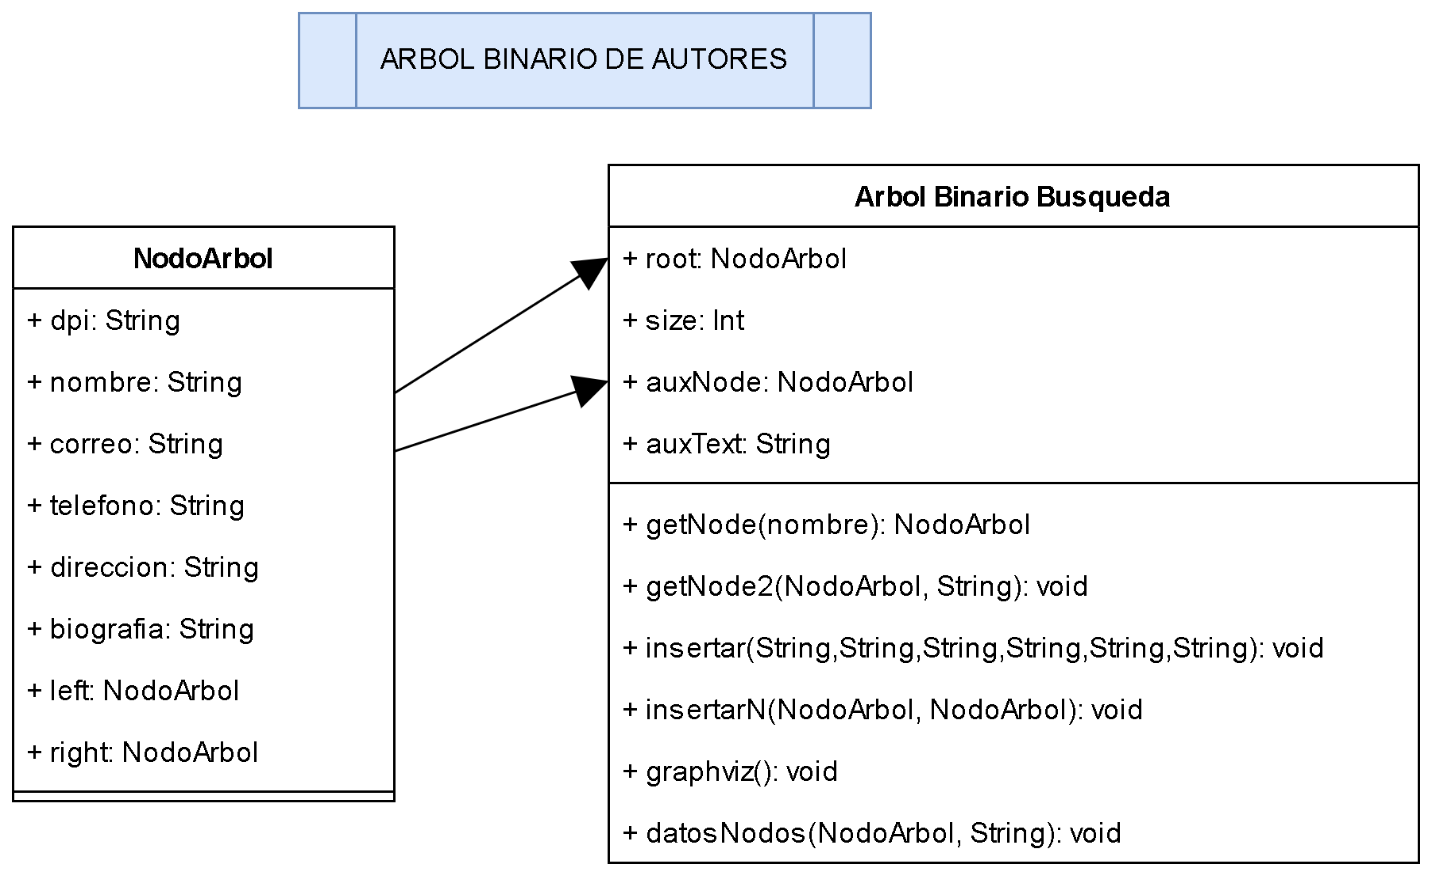 ARBOL BINARIO DE AUTORES
NodoArbol
+ dpi: String
+ nombre: String
+ correo: String
+ telefono: String
+ direccion: String
+ biografia: String
+ left: NodoArbol
+ right: NodoArbol
Arbol Binario Busqueda
+ root: NodoArbol
+ size: Int
+ auxNode: NodoArbol
+ auxText: String
+ getNode(nombre): NodoArbol
+ getNode2(NodoArbol, String): void
+ insertar(String,String,String,String,String,String): void
+ insertarN(NodoArbol, NodoArbol): void
+ graphviz(): void
+ datosNodos(NodoArbol, String): void